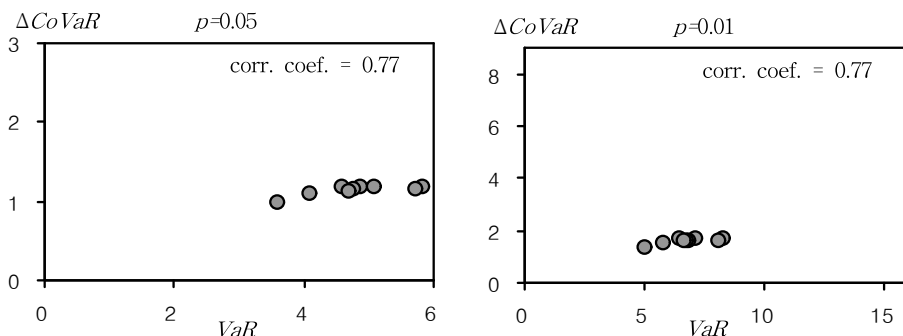 ΔCoVaR p=0.05
corr. coef. = 0.77
3
2
1
0
0 2 4 6
VaR
ΔCoVaR p=0.01
corr. coef. = 0.77
8
6
4
2
0
0 5 10 15
VaR